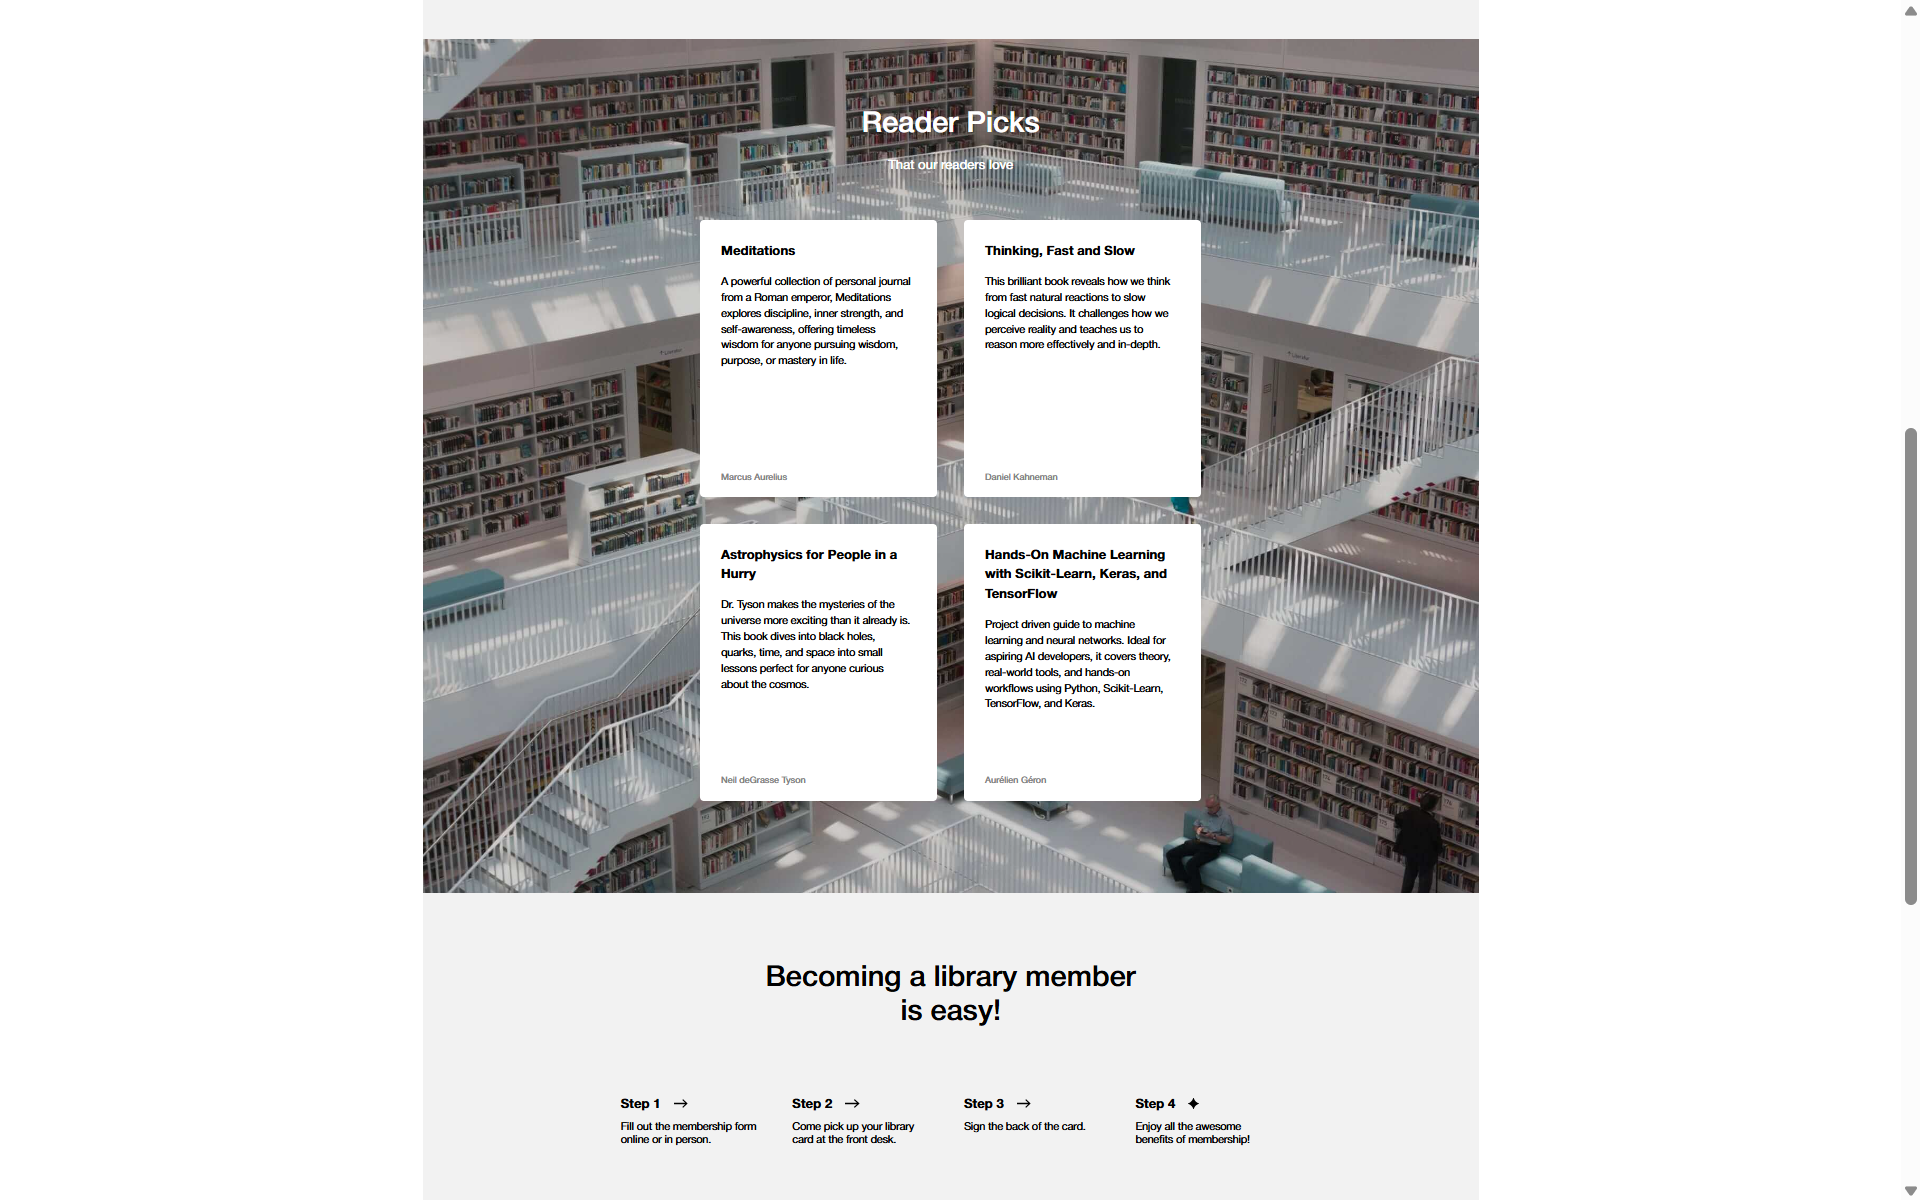 Reader Picks
That our readers love
Meditations
A powerful collection of personal journal
from a Roman emperor, Meditations
explores discipline, inner strength, and
self-awareness, offering timeless
wisdom for anyone pursuing wisdom,
purpose, or mastery in life.
Marcus Aurelius
Thinking, Fast and Slow
This brilliant book reveals how we think
from fast natural reactions to slow
logical decisions. It challenges how we
perceive reality and teaches us to
reason more effectively and in-depth.
Daniel Kahneman
Astrophysics for People in a
Hurry
Dr. Tyson makes the mysteries of the
universe more exciting than it already is.
This book dives into black holes,
quarks, time, and space into small
lessons perfect for anyone curious
about the cosmos.
Neil deGrasse Tyson
Hands-On Machine Learning
with Scikit-Learn, Keras, and
TensorFlow
Project driven guide to machine
learning and neural networks. Ideal for
aspiring AI developers, it covers theory,
real-world tools, and hands-on
workflows using Python, Scikit-Learn,
TensorFlow, and Keras.
Aurélien Géron
Becoming a library member
is easy!
Step 1 →
Fill out the membership form
online or in person.
Step 2 →
Come pick up your library
card at the front desk.
Step 3 →
Sign the back of the card.
Step 4 ✦
Enjoy all the awesome
benefits of membership!